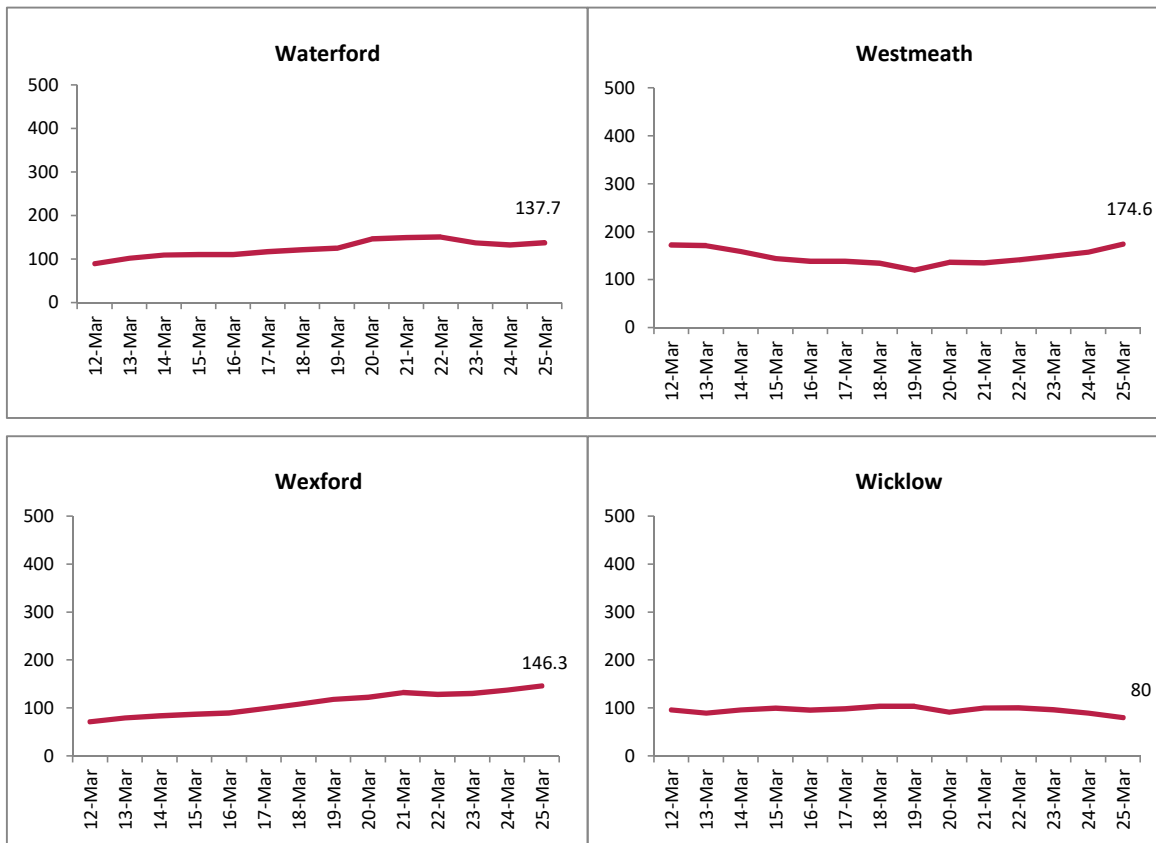 Waterford
500
400
300
200
100
0
137.7
12-Mar
13-Mar
14-Mar
15-Mar
16-Mar
17-Mar
18-Mar
19-Mar
20-Mar
21-Mar
22-Mar
23-Mar
24-Mar
25-Mar
Westmeath
500
400
300
200
100
0
174.6
12-Mar
13-Mar
14-Mar
15-Mar
16-Mar
17-Mar
18-Mar
19-Mar
20-Mar
21-Mar
22-Mar
23-Mar
24-Mar
25-Mar
Wexford
500
400
300
200
100
0
146.3
12-Mar
13-Mar
14-Mar
15-Mar
16-Mar
17-Mar
18-Mar
19-Mar
20-Mar
21-Mar
22-Mar
23-Mar
24-Mar
25-Mar
Wicklow
500
400
300
200
100
0
80
12-Mar
13-Mar
14-Mar
15-Mar
16-Mar
17-Mar
18-Mar
19-Mar
20-Mar
21-Mar
22-Mar
23-Mar
24-Mar
25-Mar